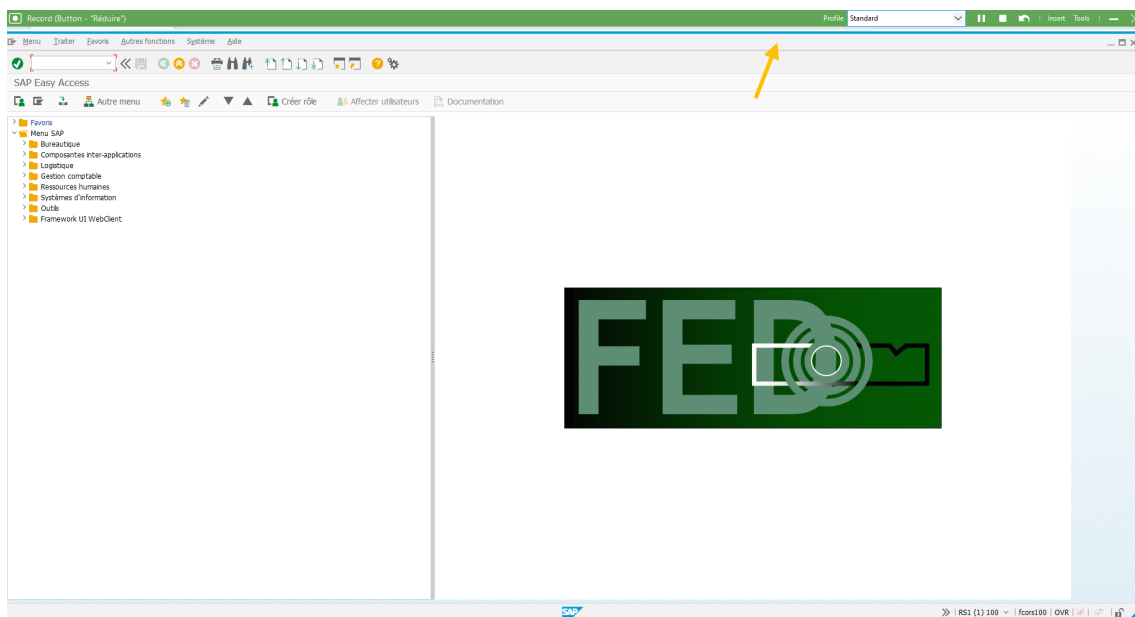 Record (Button - "Réduire") Profile Standard Insert Tools
Menu Traiter Favoris Autres fonctions Système Aide
SAP Easy Access
Autre menu Créer rôle Affecter utilisateurs Documentation
Favoris
Menu SAP
Bureautique
Composantes inter-applications
Logistique
Gestion comptable
Ressources humaines
Systèmes d'information
Outils
Framework UI WebClient
FED
SAP RS1 (1) 100 fcors100 OVR